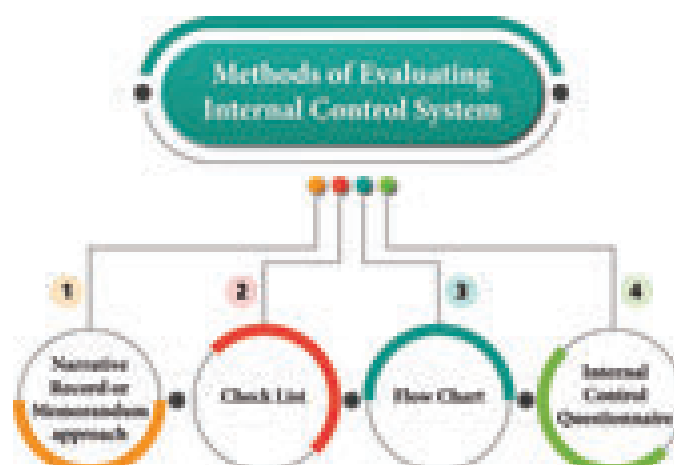 Methods of Evaluating
Internal Control System
1
2
3
4
Narrative
Record or
Memorandum
approach
Check List
Flow Chart
Internal
Control
Questionnaire